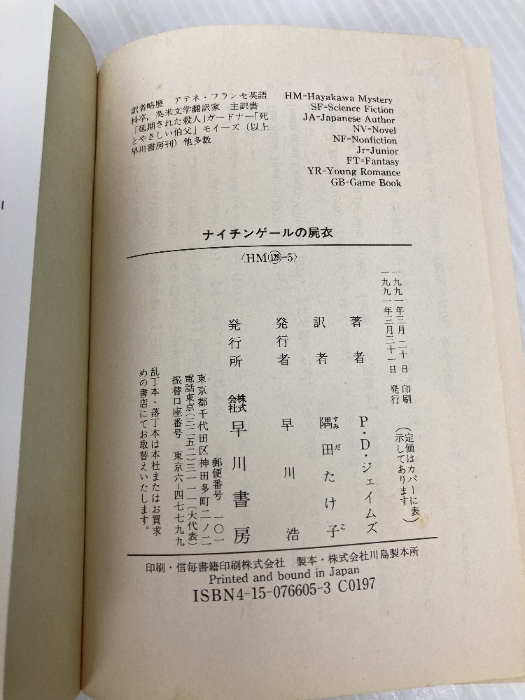 訳者略歴　アテネ・フランセ英語
科卒，英米文学翻訳家　主訳書
「延期された殺人」ガードナー「死
とやさしい伯父」モイーズ（以上
早川書房刊）他多数
HM=Hayakawa Mystery
SF=Science Fiction
JA=Japanese Author
NV=Novel
NF=Nonfiction
Jr=Junior
FT=Fantasy
YR=Young Romance
GB=Game Book
ナイチンゲールの屍衣
〈HM129-5〉
一九九一年三月二十日　印刷
一九九一年三月三十一日　発行
（定価はカバーに表示してあります）
著者　P・D・ジェイムズ
訳者　隅田たけ子
すみ だ こ
発行者　早川　浩
発行所　株式会社　早川書房
郵便番号　一〇一
東京都千代田区神田多町二ノ二
電話東京（三二五二）三一一一（大代表）
振替口座番号　東京六-四七七九九
乱丁本・落丁本は本社またはお買求
めの書店にてお取替えいたします。
印刷・信毎書籍印刷株式会社　製本・株式会社川島製本所
Printed and bound in Japan
ISBN4-15-076605-3 C0197